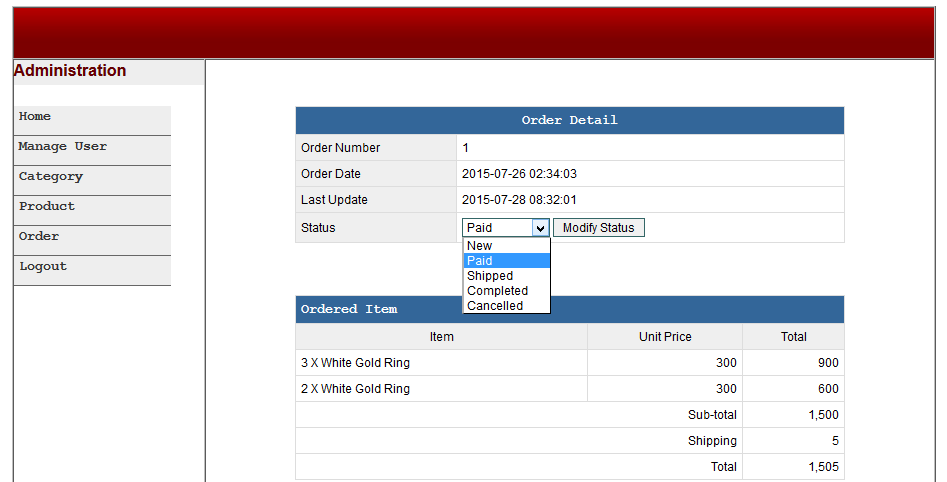 Administration
Home
Manage User
Category
Product
Order
Logout
Order Detail
Order Number 1
Order Date 2015-07-26 02:34:03
Last Update 2015-07-28 08:32:01
Status Paid Modify Status
New
Paid
Shipped
Completed
Cancelled
Ordered Item
Item Unit Price Total
3 X White Gold Ring 300 900
2 X White Gold Ring 300 600
Sub-total 1,500
Shipping 5
Total 1,505